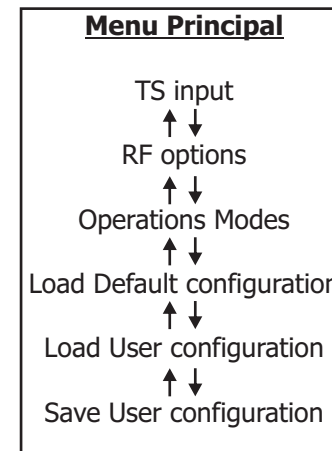 Menu Principal
TS input
RF options
Operations Modes
Load Default configuration
Load User configuration
Save User configuration